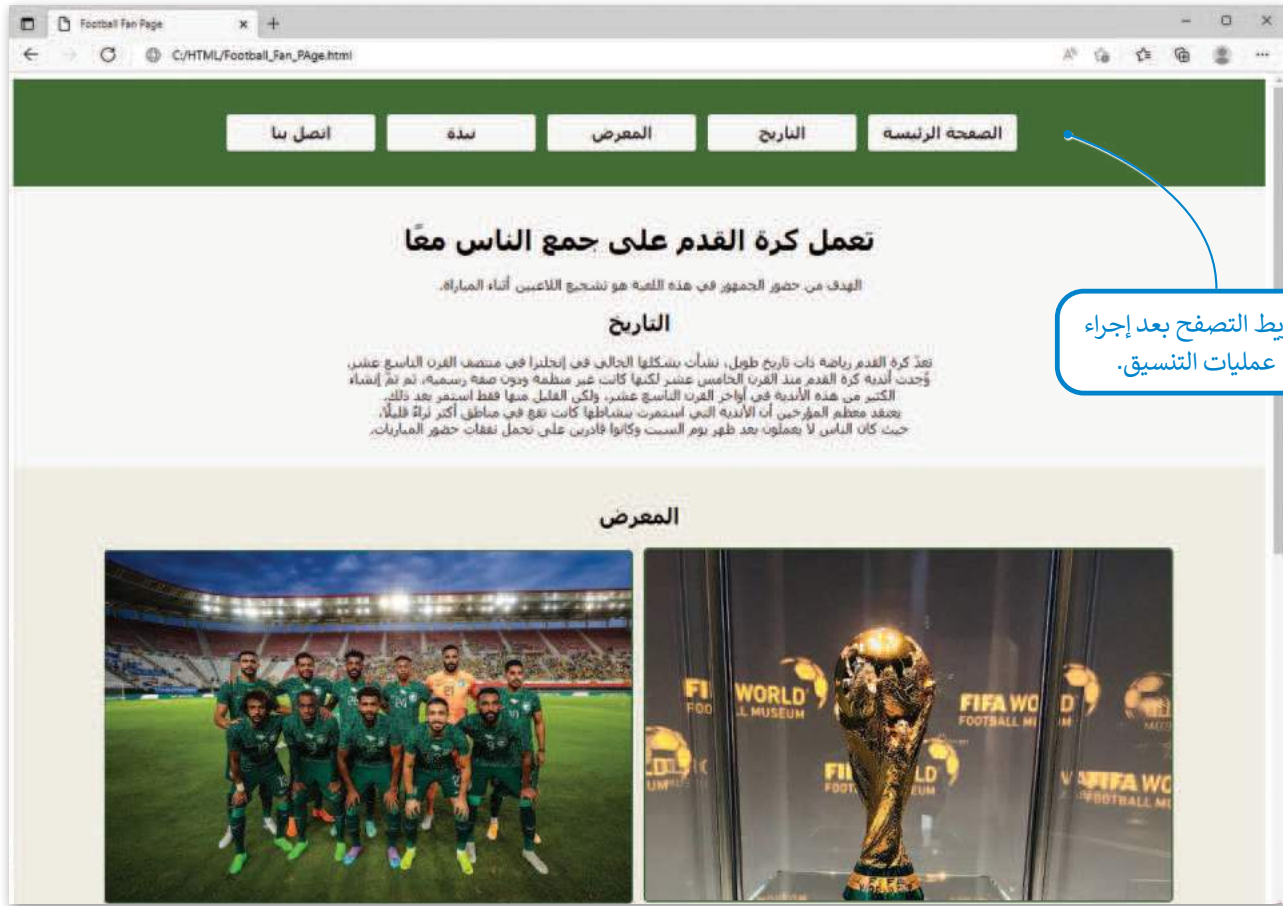 Football Fan Page
C:/HTML/Football_Fan_PAge.html
الصفحة الرئيسة
التاريخ
المعرض
نبذة
اتصل بنا
تعمل كرة القدم على جمع الناس معًا
الهدف من حضور الجمهور في هذه اللعبة هو تشجيع اللاعبين أثناء المباراة.
التاريخ
تعدّ كرة القدم رياضة ذات تاريخ طويل، نشأت بشكلها الحالي في إنجلترا في منتصف القرن التاسع عشر.
وُجدت أندية كرة القدم منذ القرن الخامس عشر لكنها كانت غير منظمة ودون صفة رسمية، ثم تمّ إنشاء
الكثير من هذه الأندية في أواخر القرن التاسع عشر، ولكن القليل منها فقط استمر بعد ذلك.
يعتقد معظم المؤرخين أن الأندية التي استمرت بنشاطها كانت تقع في مناطق أكثر ثراءً قليلًا،
حيث كان الناس لا يعملون بعد ظهر يوم السبت وكانوا قادرين على تحمل نفقات حضور المباريات.
يط التصفح بعد إجراء
عمليات التنسيق.
المعرض
WORLD
FIFA WO
FOOTBALL M